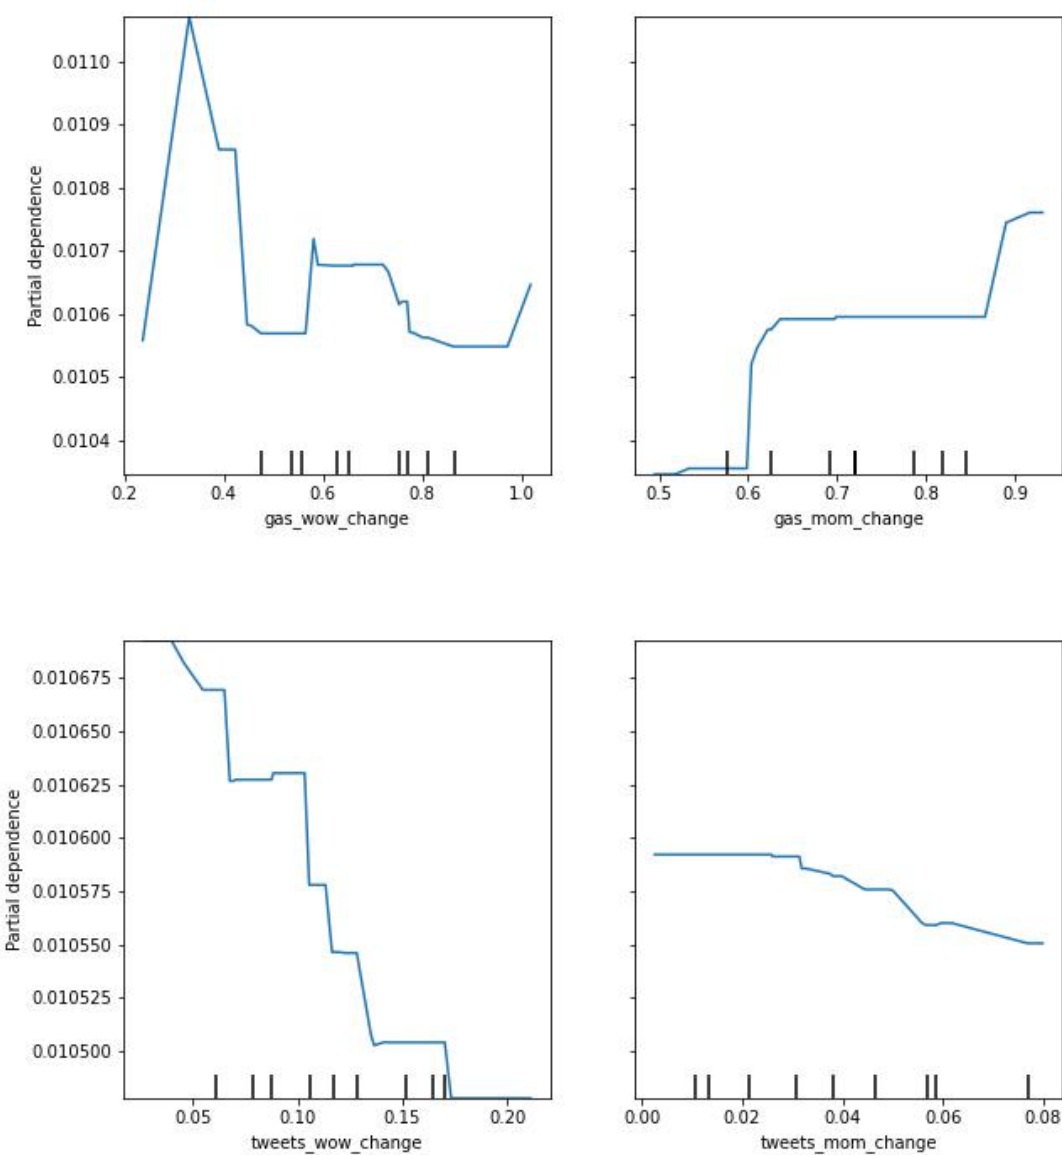 0.0110
0.0109
0.0108
0.0107
0.0106
0.0105
0.0104
Partial dependence
0.2 0.4 0.6 0.8 1.0
gas_wow_change
0.5 0.6 0.7 0.8 0.9
gas_mom_change
0.010675
0.010650
0.010625
0.010600
0.010575
0.010550
0.010525
0.010500
Partial dependence
0.05 0.10 0.15 0.20
tweets_wow_change
0.00 0.02 0.04 0.06 0.08
tweets_mom_change